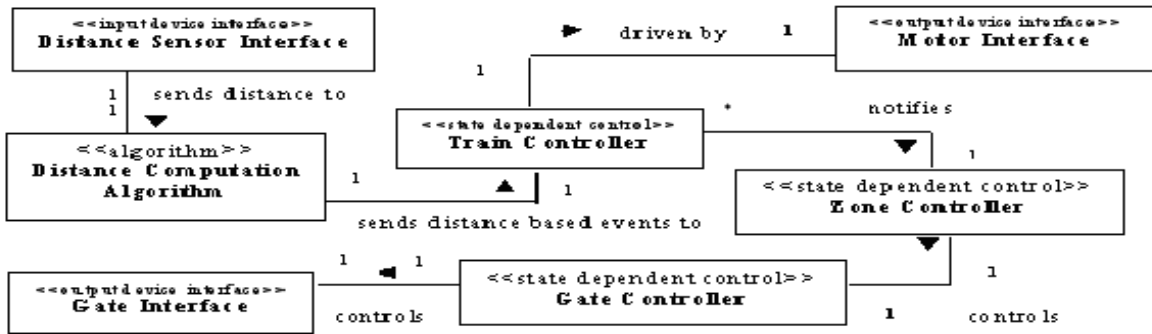 <<input device interface>>
Distance Sensor Interface
1
sends distance to
1
<<algorithm>>
Distance Computation
Algorithm
1
sends distance based events to
1
<<state dependent control>>
Train Controller
1
driven by
1
<<output device interface>>
Motor Interface
*
notifies
1
<<state dependent control>>
Zone Controller
1
controls
1
<<state dependent control>>
Gate Controller
1
1
controls
<<output device interface>>
Gate Interface